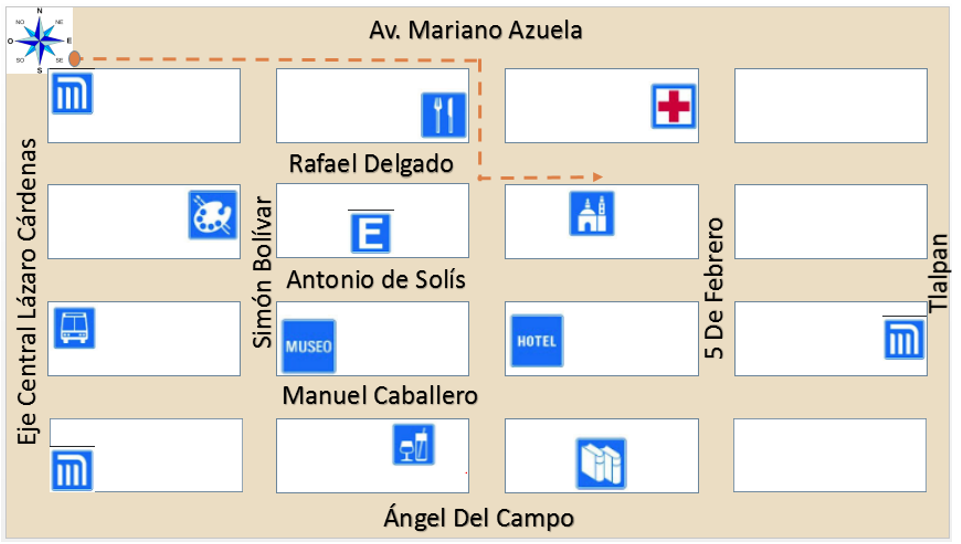 N
NO
NE
O
E
SO
SE
S
Av. Mariano Azuela
Rafael Delgado
Eje Central Lázaro Cárdenas
Simón Bolívar
E
Antonio de Solís
5 De Febrero
Tlalpan
MUSEO
HOTEL
Manuel Caballero
Ángel Del Campo